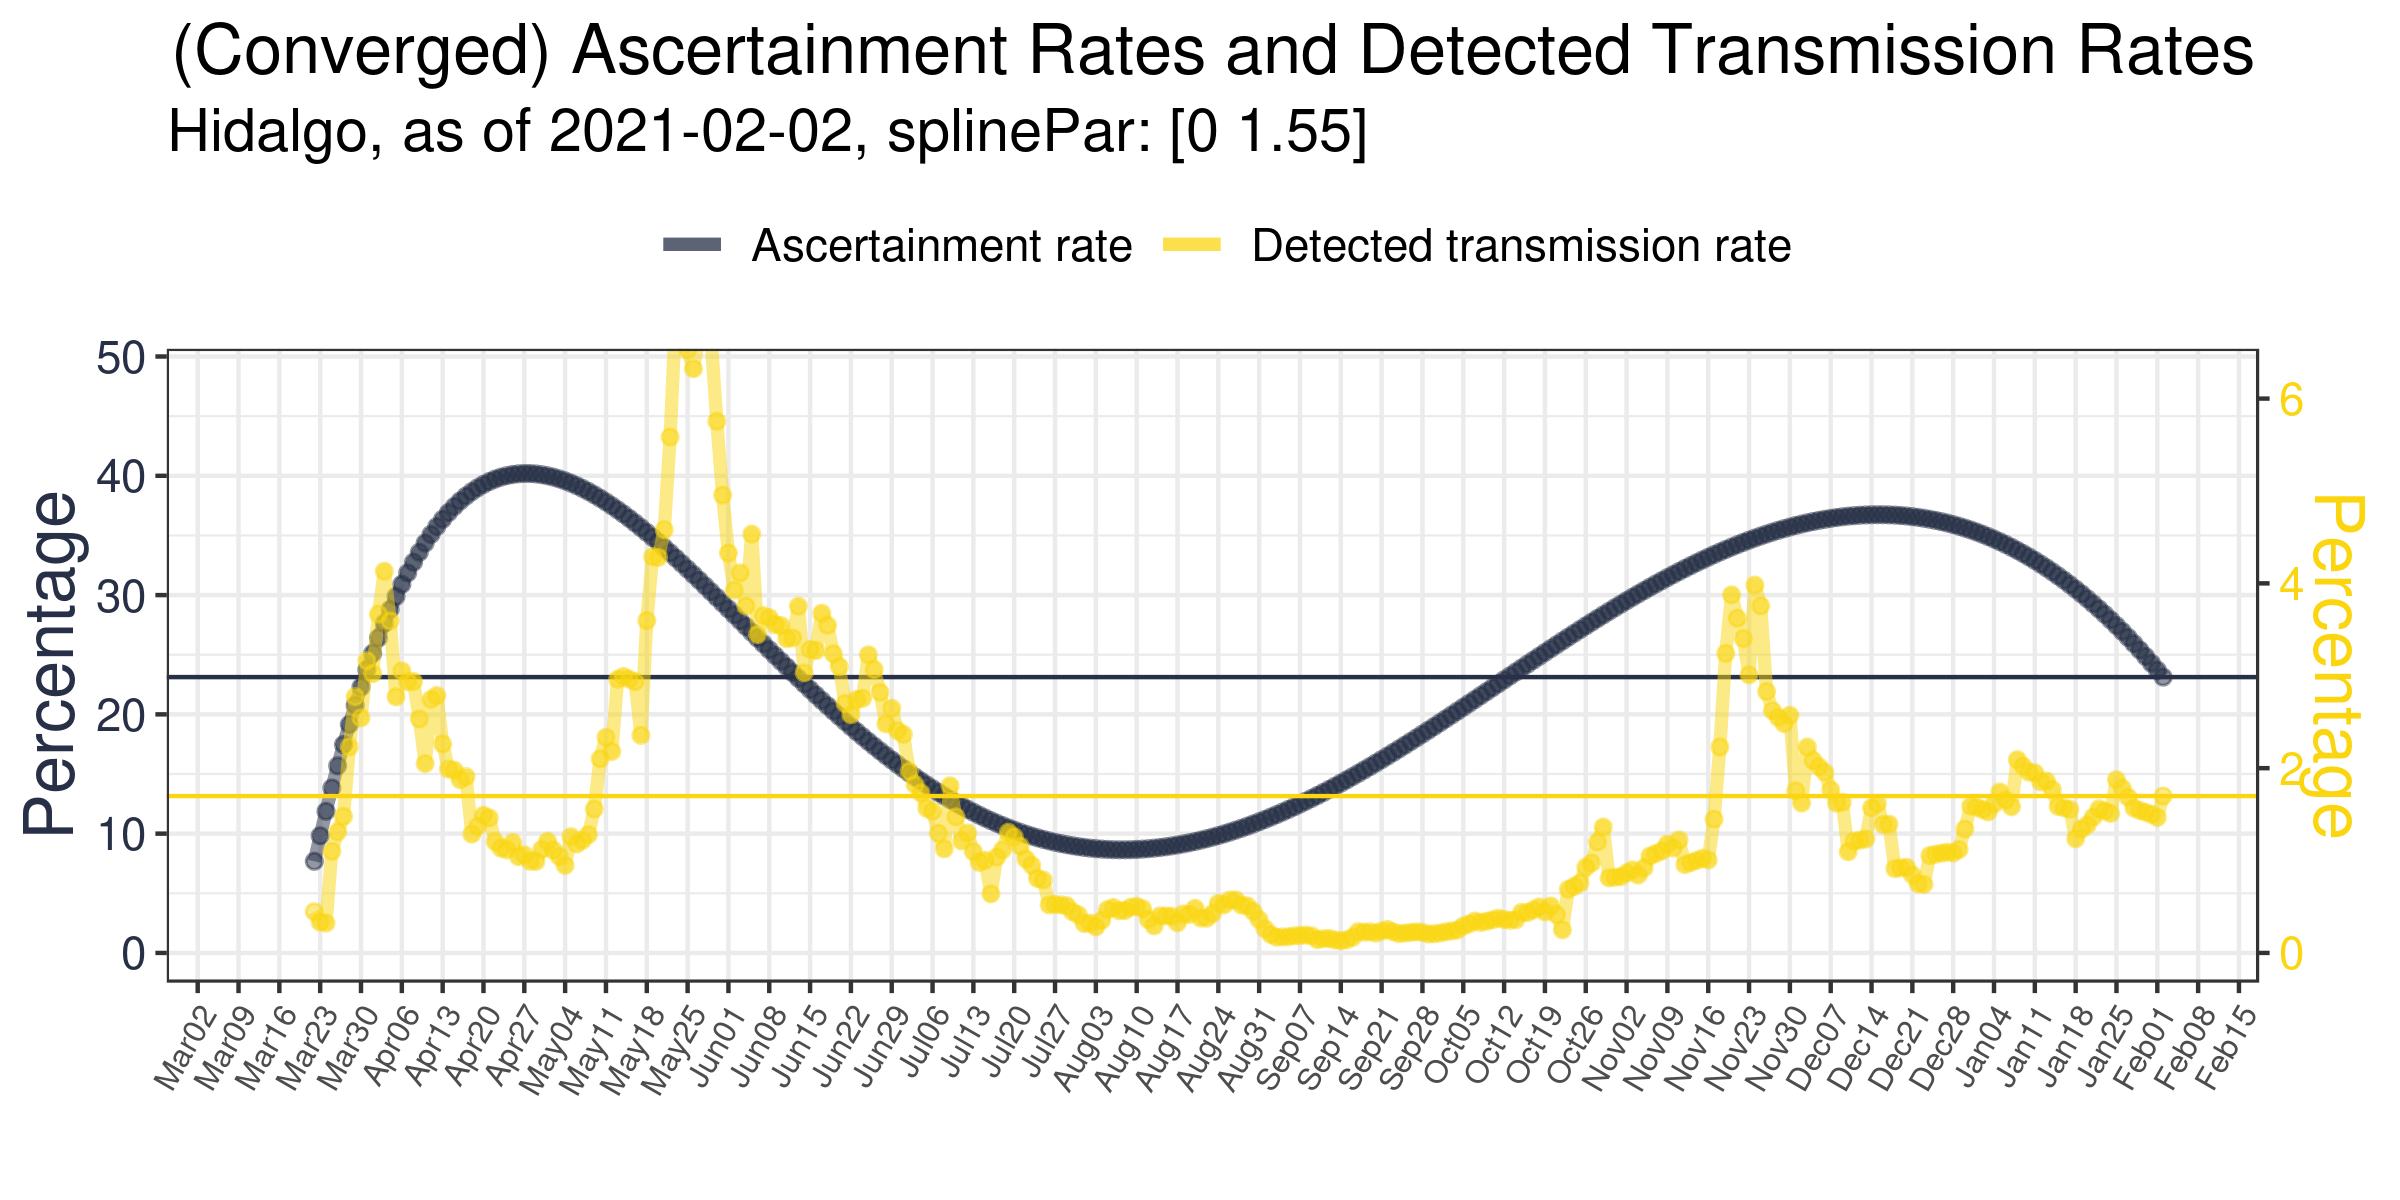 (Converged) Ascertainment Rates and Detected Transmission Rates
Hidalgo, as of 2021-02-02, splinePar: [0 1.55]
Ascertainment rate Detected transmission rate
Percentage
50
40
30
20
10
0
6
4
2
0
Percentage
Mar02 Mar09 Mar16 Mar23 Mar30 Apr06 Apr13 Apr20 Apr27 May04 May11 May18 May25 Jun01 Jun08 Jun15 Jun22 Jun29 Jul06 Jul13 Jul20 Jul27 Aug03 Aug10 Aug17 Aug24 Aug31 Sep07 Sep14 Sep21 Sep28 Oct05 Oct12 Oct19 Oct26 Nov02 Nov09 Nov16 Nov23 Nov30 Dec07 Dec14 Dec21 Dec28 Jan04 Jan11 Jan18 Jan25 Feb01 Feb08 Feb15